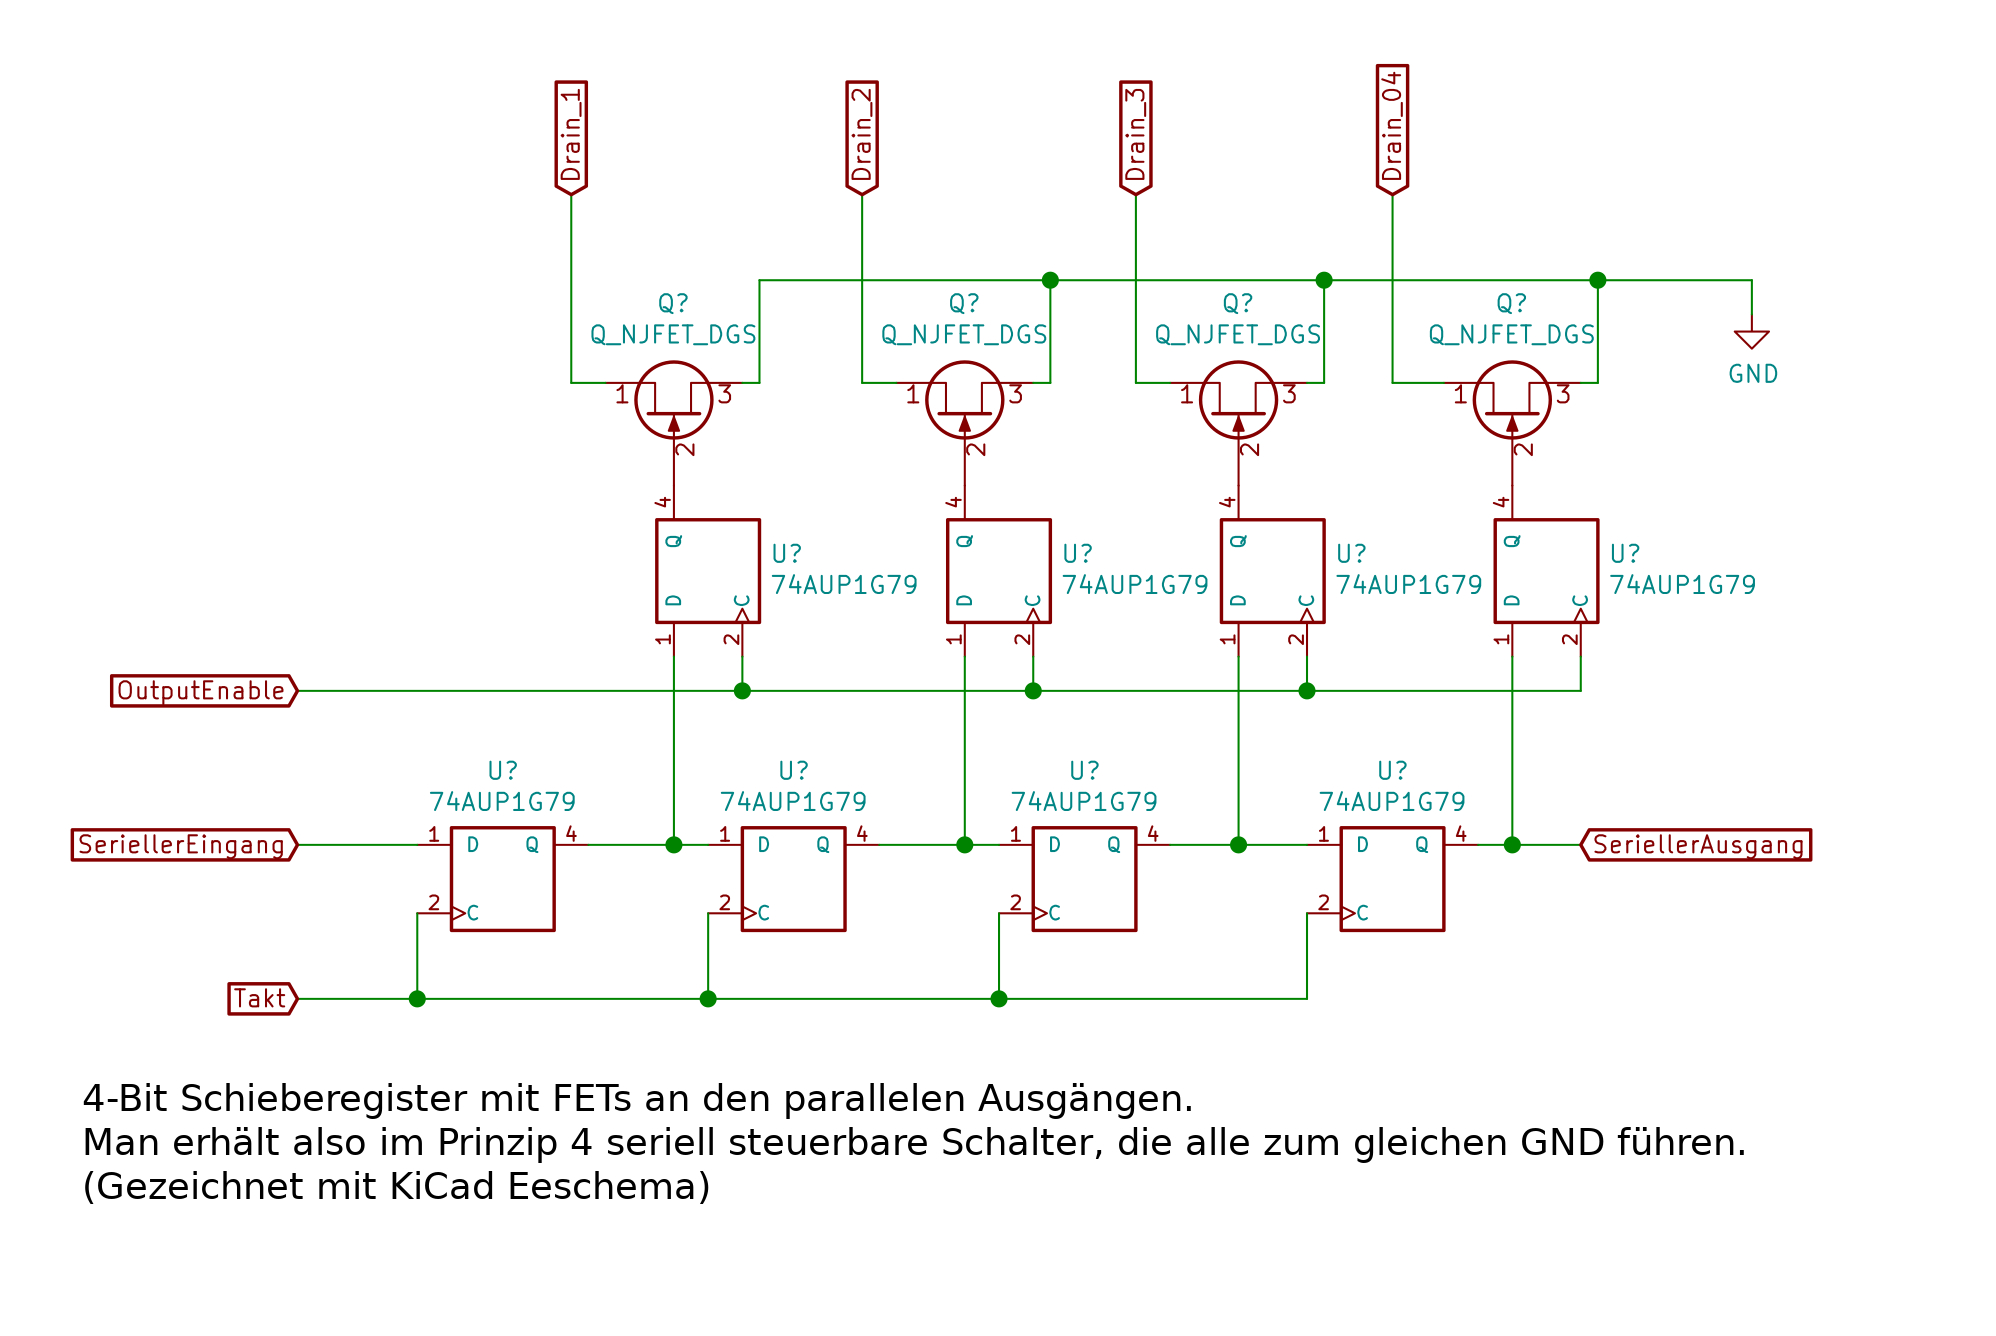 Drain_1
Drain_2
Drain_3
Drain_04
Q?
Q_NJFET_DGS
1
3
2
Q?
Q_NJFET_DGS
1
3
2
Q?
Q_NJFET_DGS
1
3
2
Q?
Q_NJFET_DGS
1
3
2
GND
4
Q
D
C
1
2
U?
74AUP1G79
4
Q
D
C
1
2
U?
74AUP1G79
4
Q
D
C
1
2
U?
74AUP1G79
4
Q
D
C
1
2
U?
74AUP1G79
OutputEnable
U?
74AUP1G79
1
D
Q
4
2
C
U?
74AUP1G79
1
D
Q
4
2
C
U?
74AUP1G79
1
D
Q
4
2
C
U?
74AUP1G79
1
D
Q
4
2
C
SeriellerEingang
SeriellerAusgang
Takt
4-Bit Schieberegister mit FETs an den parallelen Ausgängen.
Man erhält also im Prinzip 4 seriell steuerbare Schalter, die alle zum gleichen GND führen.
(Gezeichnet mit KiCad Eeschema)